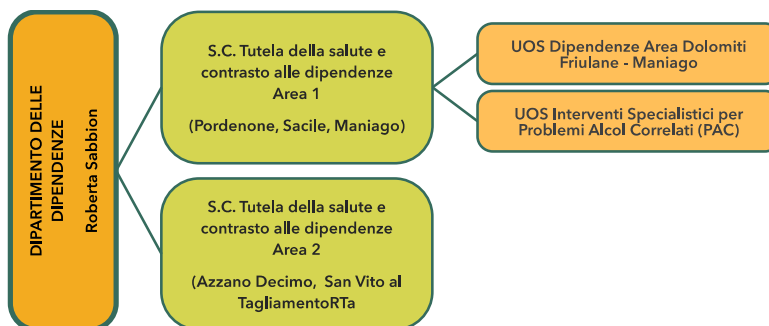 DIPARTIMENTO DELLE
DIPENDENZE
Roberta Sabbion
S.C. Tutela della salute e
contrasto alle dipendenze
Area 1
(Pordenone, Sacile, Maniago)
UOS Dipendenze Area Dolomiti
Friulane - Maniago
UOS Interventi Specialistici per
Problemi Alcol Correlati (PAC)
S.C. Tutela della salute e
contrasto alle dipendenze
Area 2
(Azzano Decimo, San Vito al
TagliamentoRTa